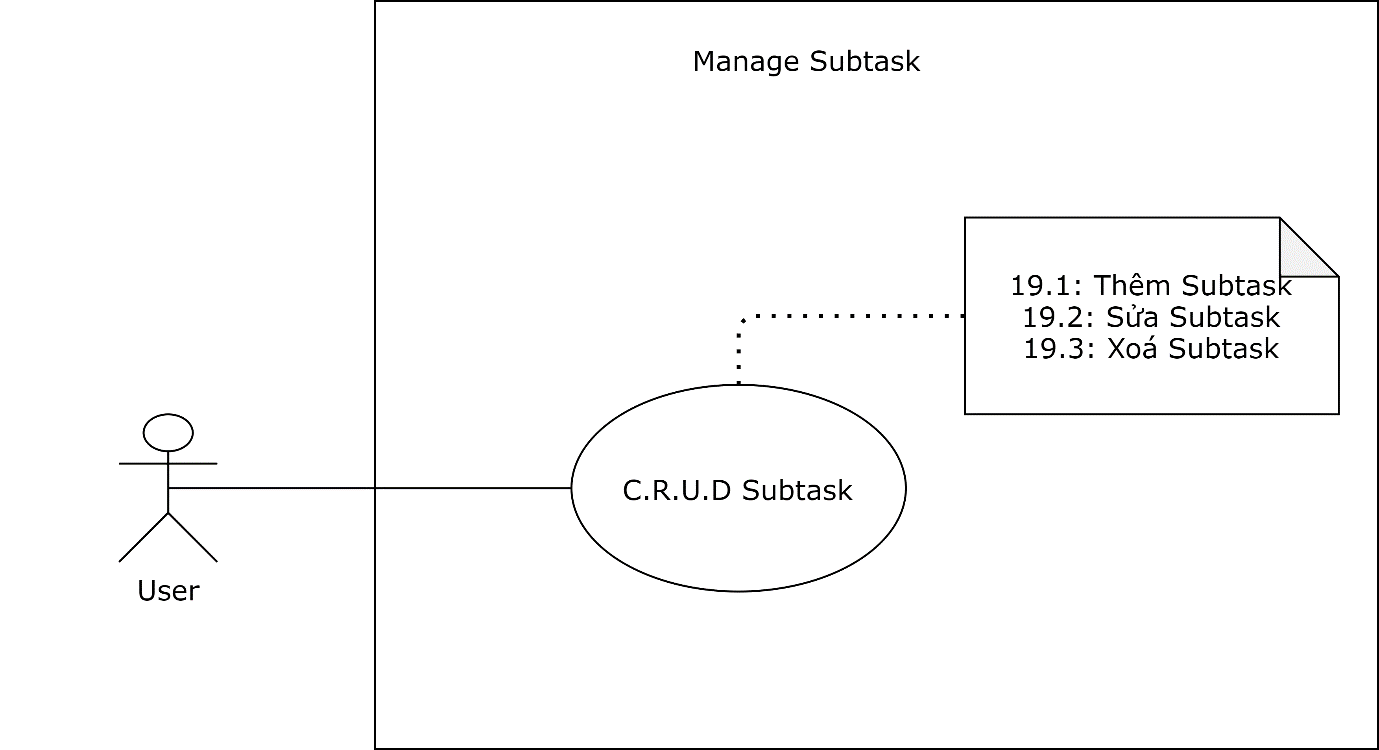 Manage Subtask
19.1: Thêm Subtask
19.2: Sửa Subtask
19.3: Xoá Subtask
C.R.U.D Subtask
User